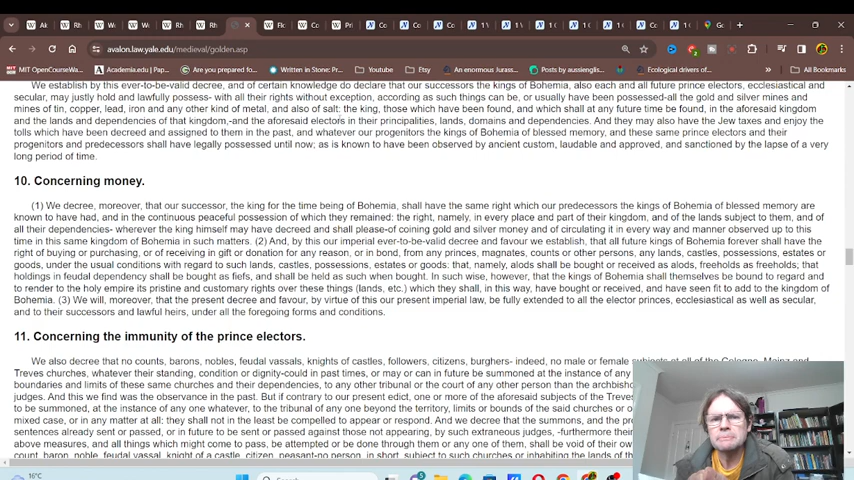 avalon.law.yale.edu/medieval/golden.asp
MIT OpenCourseWa... Academia.edu | Pap... Are you prepared fo... Written in Stone: Pr... Youtube Etsy An enormous Jurass... Posts by aussiengli... Ecological drivers of... All Bookmarks
We establish by this ever-to-be-valid decree, and of certain knowledge do declare that our successors the kings of Bohemia, also each and all future prince electors, ecclesiastical and
secular, may justly hold and lawfully possess- with all their rights without exception, according as such things can be, or usually have been possessed-all the gold and silver mines and
mines of tin, copper, lead, iron and any other kind of metal, and also of salt: the king, those which have been found, and which shall at any future time be found, in the aforesaid kingdom
and the lands and dependencies of that kingdom,-and the aforesaid electors in their principalities, lands, domains and dependencies. And they may also have the Jew taxes and enjoy the
tolls which have been decreed and assigned to them in the past, and whatever our progenitors the kings of Bohemia of blessed memory, and these same prince electors and their
progenitors and predecessors shall have legally possessed until now; as is known to have been observed by ancient custom, laudable and approved, and sanctioned by the lapse of a very
long period of time.
10. Concerning money.
(1) We decree, moreover, that our successor, the king for the time being of Bohemia, shall have the same right which our predecessors the kings of Bohemia of blessed memory are
known to have had, and in the continuous peaceful possession of which they remained: the right, namely, in every place and part of their kingdom, and of the lands subject to them, and of
all their dependencies- wherever the king himself may have decreed and shall please-of coining gold and silver money and of circulating it in every way and manner observed up to this
time in this same kingdom of Bohemia in such matters. (2) And, by this our imperial ever-to-be-valid decree and favour we establish, that all future kings of Bohemia forever shall have the
right of buying or purchasing, or of receiving in gift or donation for any reason, or in bond, from any princes, magnates, counts or other persons, any lands, castles, possessions, estates or
goods, under the usual conditions with regard to such lands, castles, possessions, estates or goods: that, namely, alods shall be bought or received as alods, freeholds as freeholds; that
holdings in feudal dependency shall be bought as fiefs, and shall be held as such when bought. In such wise, however, that the kings of Bohemia shall themselves be bound to regard and
to render to the holy empire its pristine and customary rights over these things (lands, etc.) which they shall, in this way, have bought or received, and have seen fit to add to the kingdom of
Bohemia. (3) We will, moreover, that the present decree and favour, by virtue of this our present imperial law, be fully extended to all the elector princes, ecclesiastical as well as secular,
and to their successors and lawful heirs, under all the foregoing forms and conditions.
11. Concerning the immunity of the prince electors.
We also decree that no counts, barons, nobles, feudal vassals, knights of castles, followers, citizens, burghers- indeed, no male or female subjects at all of the Cologne, Mainz and
Treves churches, whatever their standing, condition or dignity-could in past times, or may or can in future be summoned at the instance of any
boundaries and limits of these same churches and their dependencies, to any other tribunal or the court of any other person than the archbisho
judges. And this we find was the observance in the past. But if contrary to our present edict, one or more of the aforesaid subjects of the Treves
to be summoned, at the instance of any one whatever, to the tribunal of any one beyond the territory, limits or bounds of the said churches or o
mixed case, or in any matter at all: they shall not in the least be compelled to appear or respond. And we decree that the summons, and the pro
sentences already sent or passed, or in future to be sent or passed against those not appearing, by such extraneous judges, -furthermore their
above measures, and all things which might come to pass, be attempted or be done through them or any one of them, shall be void of their ow
count, baron, noble, feudal vassal, knight of a castle, citizen, peasant-no person, in short, subject to such churches or inhabiting the lands of th
16°C Search